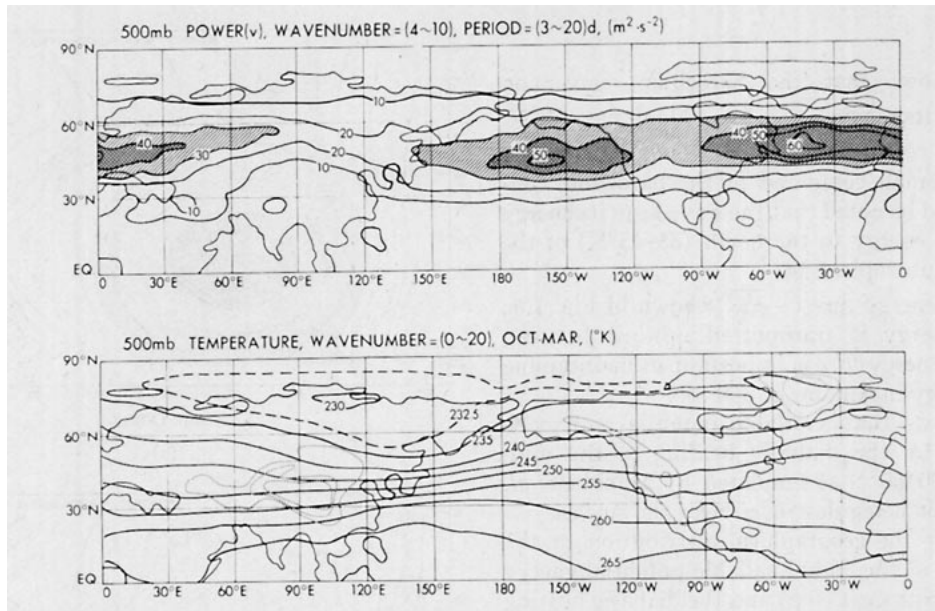 500mb POWER(v), WAVENUMBER=(4~10), PERIOD=(3~20)d, (m²·s⁻²)
90°N
60°N
30°N
EQ
10
20
40
30
20
10
10
40
50
40
50
60
0 30°E 60°E 90°E 120°E 150°E 180 150°W 120°W 90°W 60°W 30°W 0
500mb TEMPERATURE, WAVENUMBER=(0~20), OCT-MAR, (°K)
90°N
60°N
30°N
EQ
230
232.5
235
240
245
250
255
260
265
0 30°E 60°E 90°E 120°E 150°E 180 150°W 120°W 90°W 60°W 30°W 0